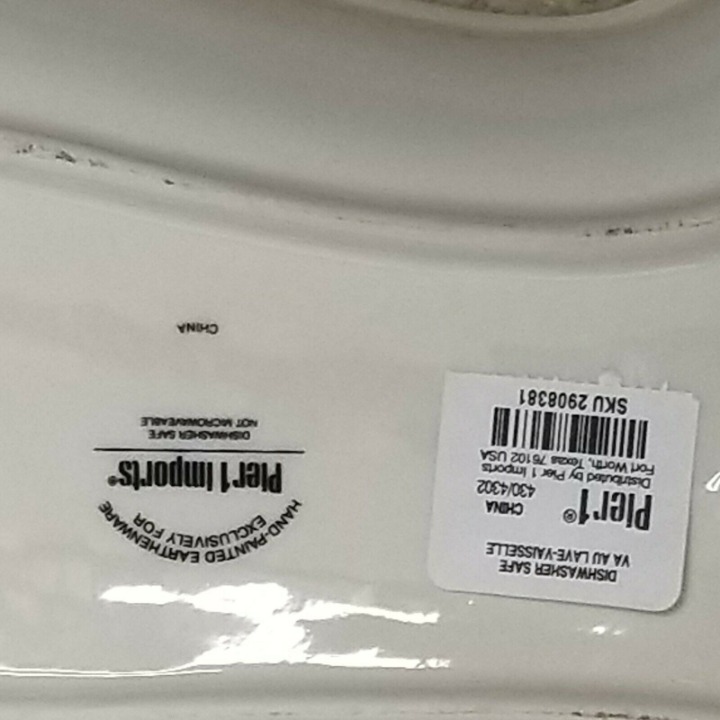 HAND-PAINTED EARTHENWARE
EXCLUSIVELY FOR
Pier 1 Imports®
DISHWASHER SAFE
NOT MICROWAVEABLE
CHINA
DISHWASHER SAFE
VA AU LAVE-VAISSELLE
Pier 1® CHINA
430/4302
Distributed by Pier 1 Imports
Fort Worth, Texas 76102 USA
SKU 2908381